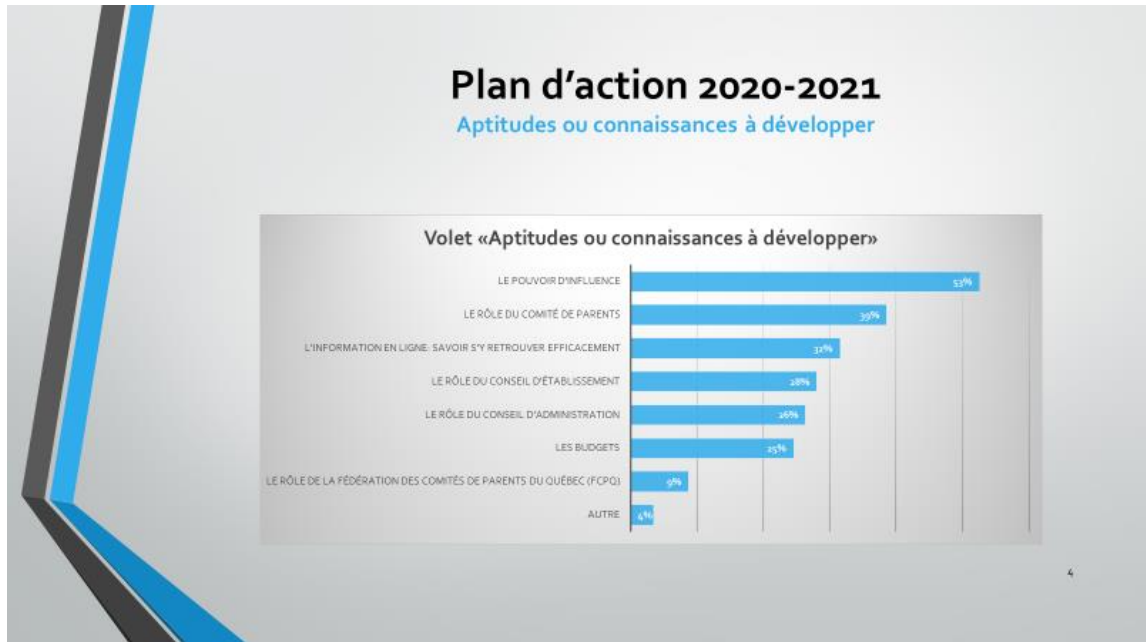 Plan d'action 2020-2021
Aptitudes ou connaissances à développer
Volet «Aptitudes ou connaissances à développer»
LE POUVOIR D'INFLUENCE 53%
LE RÔLE DU COMITÉ DE PARENTS 39%
L'INFORMATION EN LIGNE: SAVOIR S'Y RETROUVER EFFICACEMENT 32%
LE RÔLE DU CONSEIL D'ÉTABLISSEMENT 28%
LE RÔLE DU CONSEIL D'ADMINISTRATION 26%
LES BUDGETS 25%
LE RÔLE DE LA FÉDÉRATION DES COMITÉS DE PARENTS DU QUÉBEC (FCPQ) 9%
AUTRE 4%
4